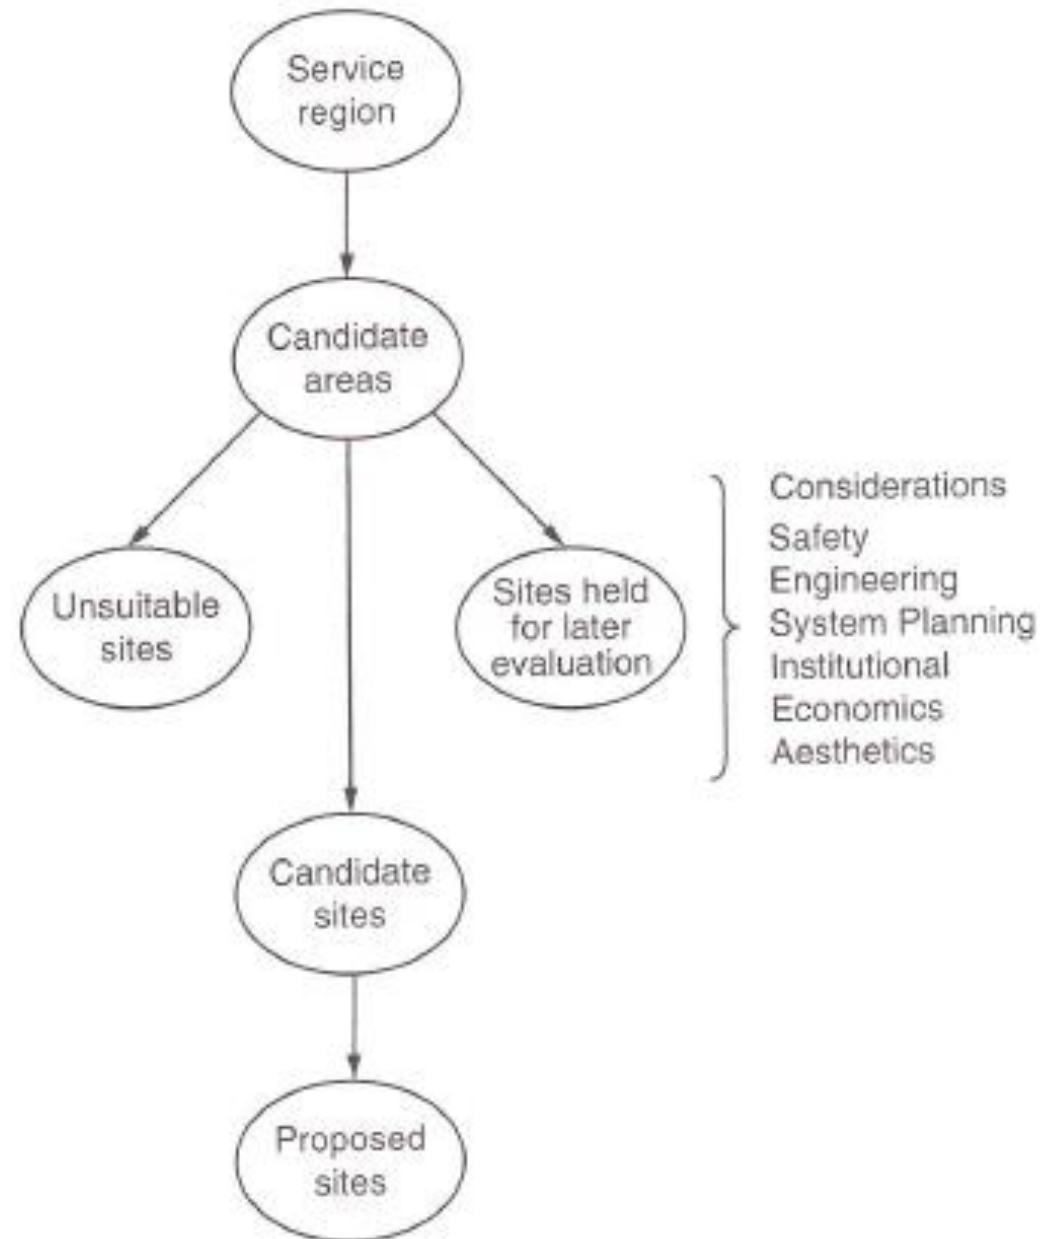 Service
region
Candidate
areas
Unsuitable
sites
Sites held
for later
evaluation
Considerations
Safety
Engineering
System Planning
Institutional
Economics
Aesthetics
Candidate
sites
Proposed
sites